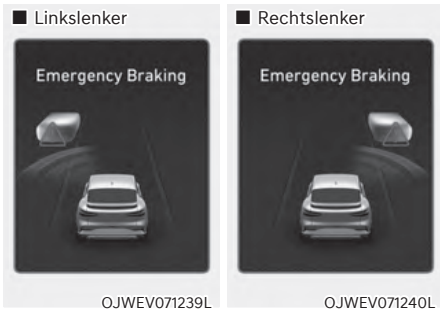 ■ Linkslenker
Emergency Braking
OJWEV071239L
■ Rechtslenker
Emergency Braking
OJWEV071240L